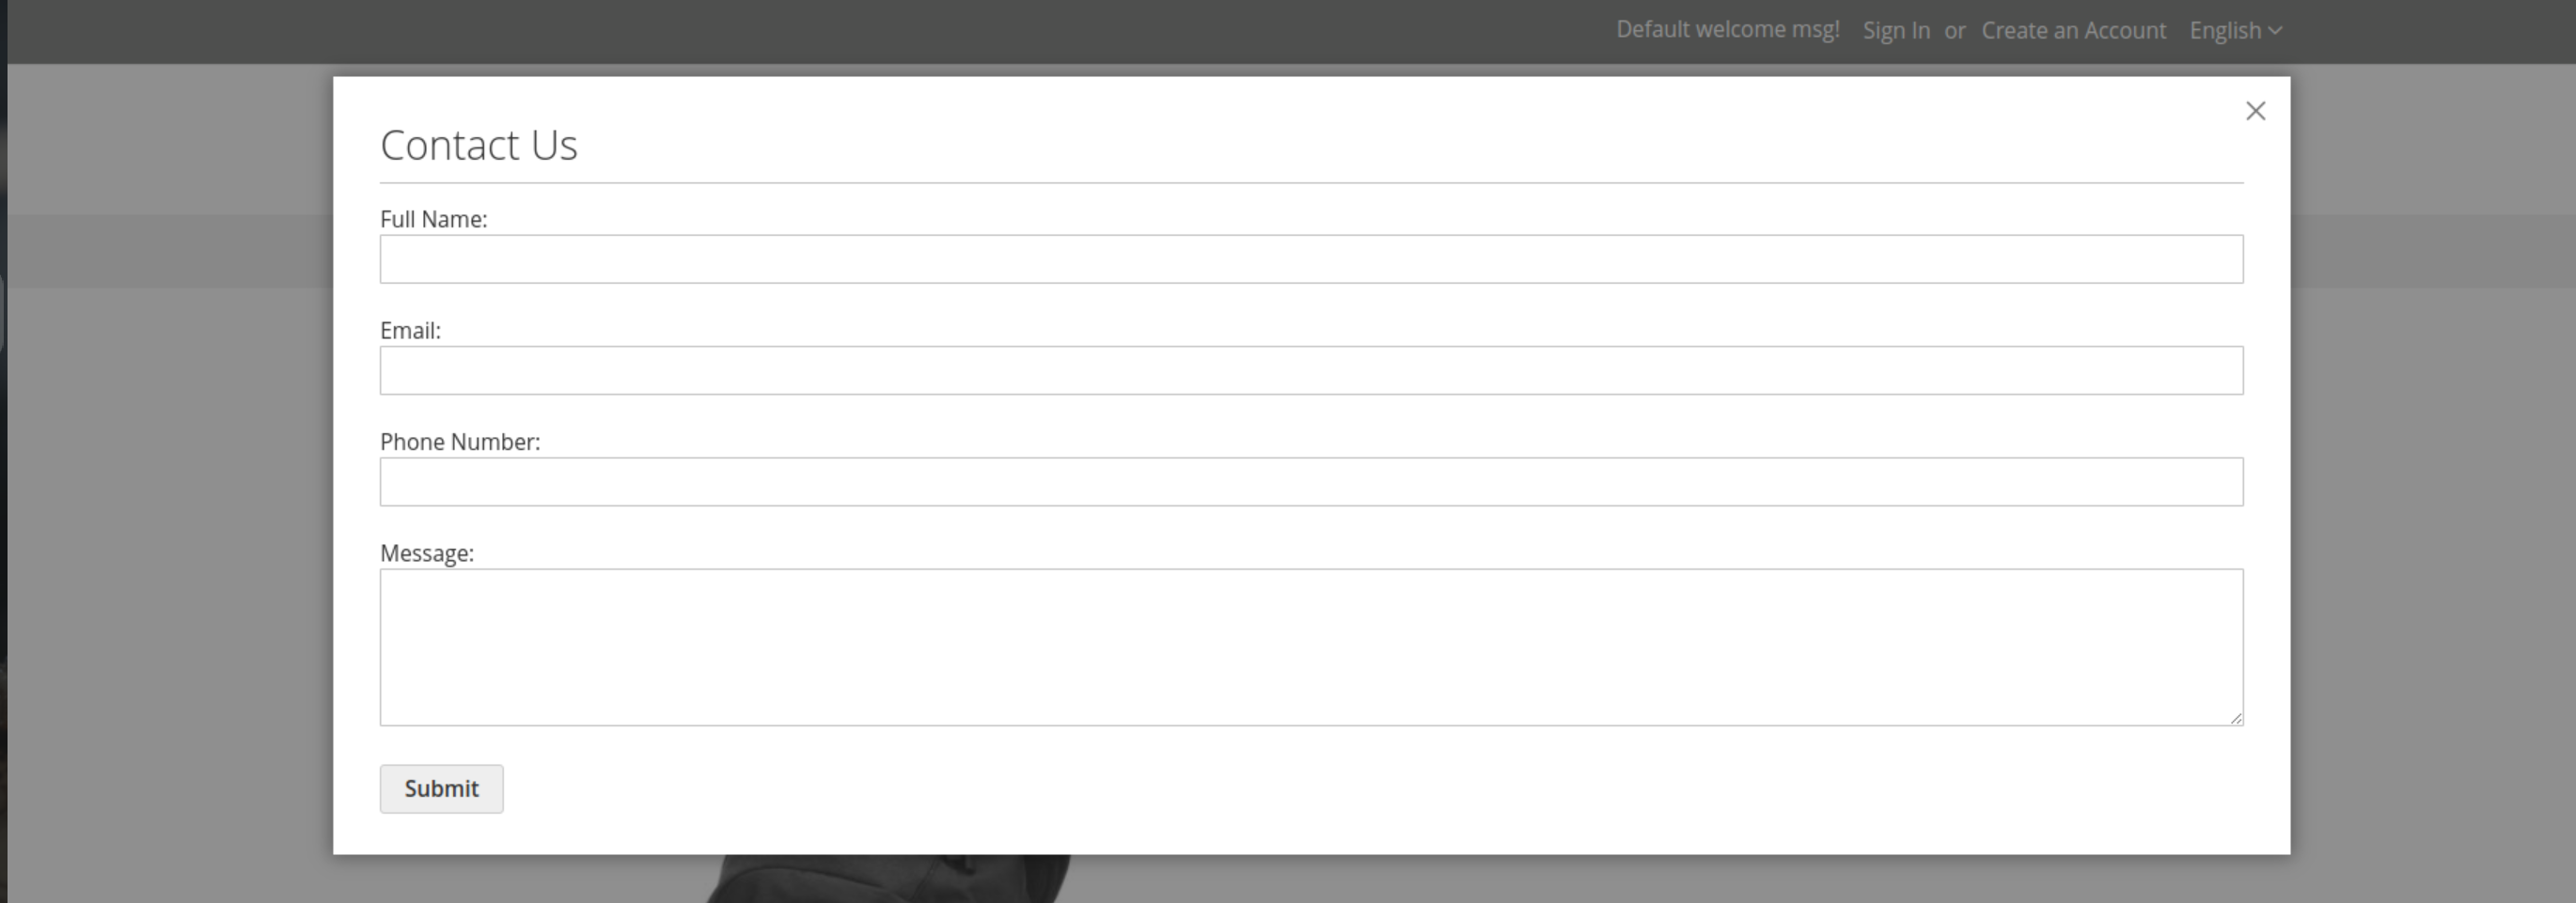 Default welcome msg! Sign In or Create an Account English
Contact Us
Full Name:
Email:
Phone Number:
Message:
Submit